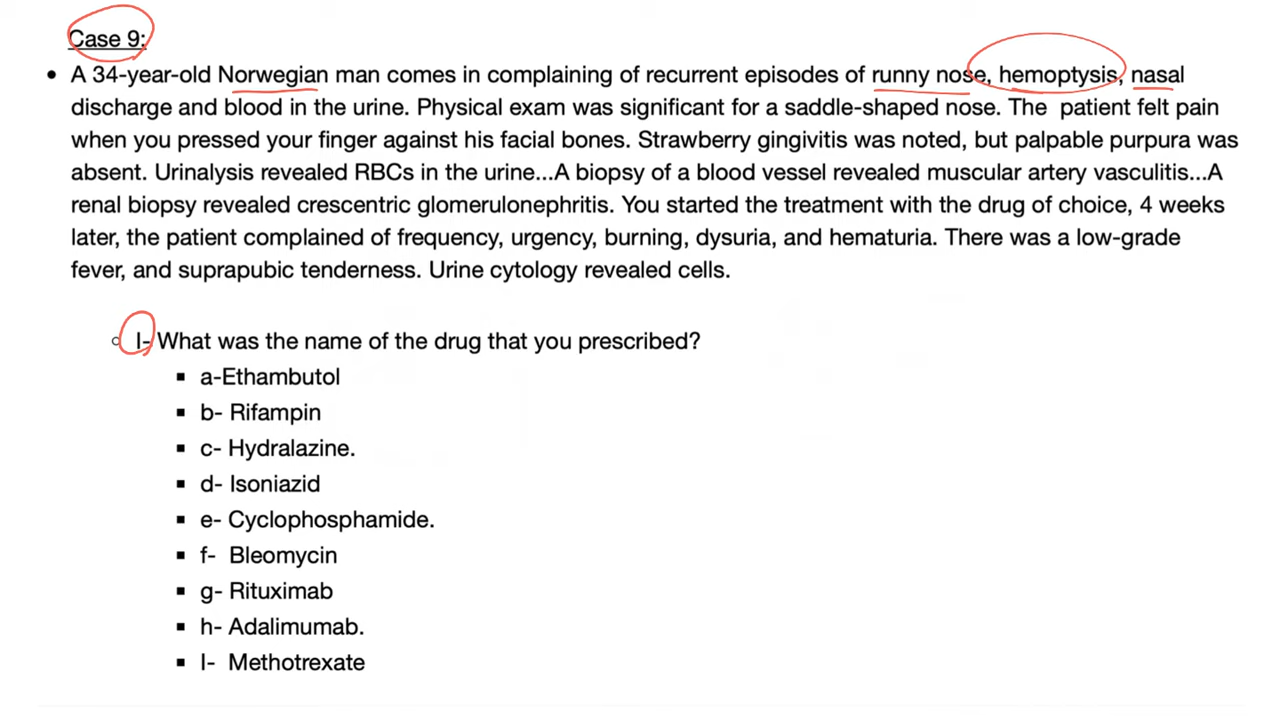 Case 9:
• A 34-year-old Norwegian man comes in complaining of recurrent episodes of runny nose, hemoptysis, nasal
discharge and blood in the urine. Physical exam was significant for a saddle-shaped nose. The patient felt pain
when you pressed your finger against his facial bones. Strawberry gingivitis was noted, but palpable purpura was
absent. Urinalysis revealed RBCs in the urine...A biopsy of a blood vessel revealed muscular artery vasculitis...A
renal biopsy revealed crescentric glomerulonephritis. You started the treatment with the drug of choice, 4 weeks
later, the patient complained of frequency, urgency, burning, dysuria, and hematuria. There was a low-grade
fever, and suprapubic tenderness. Urine cytology revealed cells.
○ I- What was the name of the drug that you prescribed?
▪ a-Ethambutol
▪ b- Rifampin
▪ c- Hydralazine.
▪ d- Isoniazid
▪ e- Cyclophosphamide.
▪ f- Bleomycin
▪ g- Rituximab
▪ h- Adalimumab.
▪ I- Methotrexate